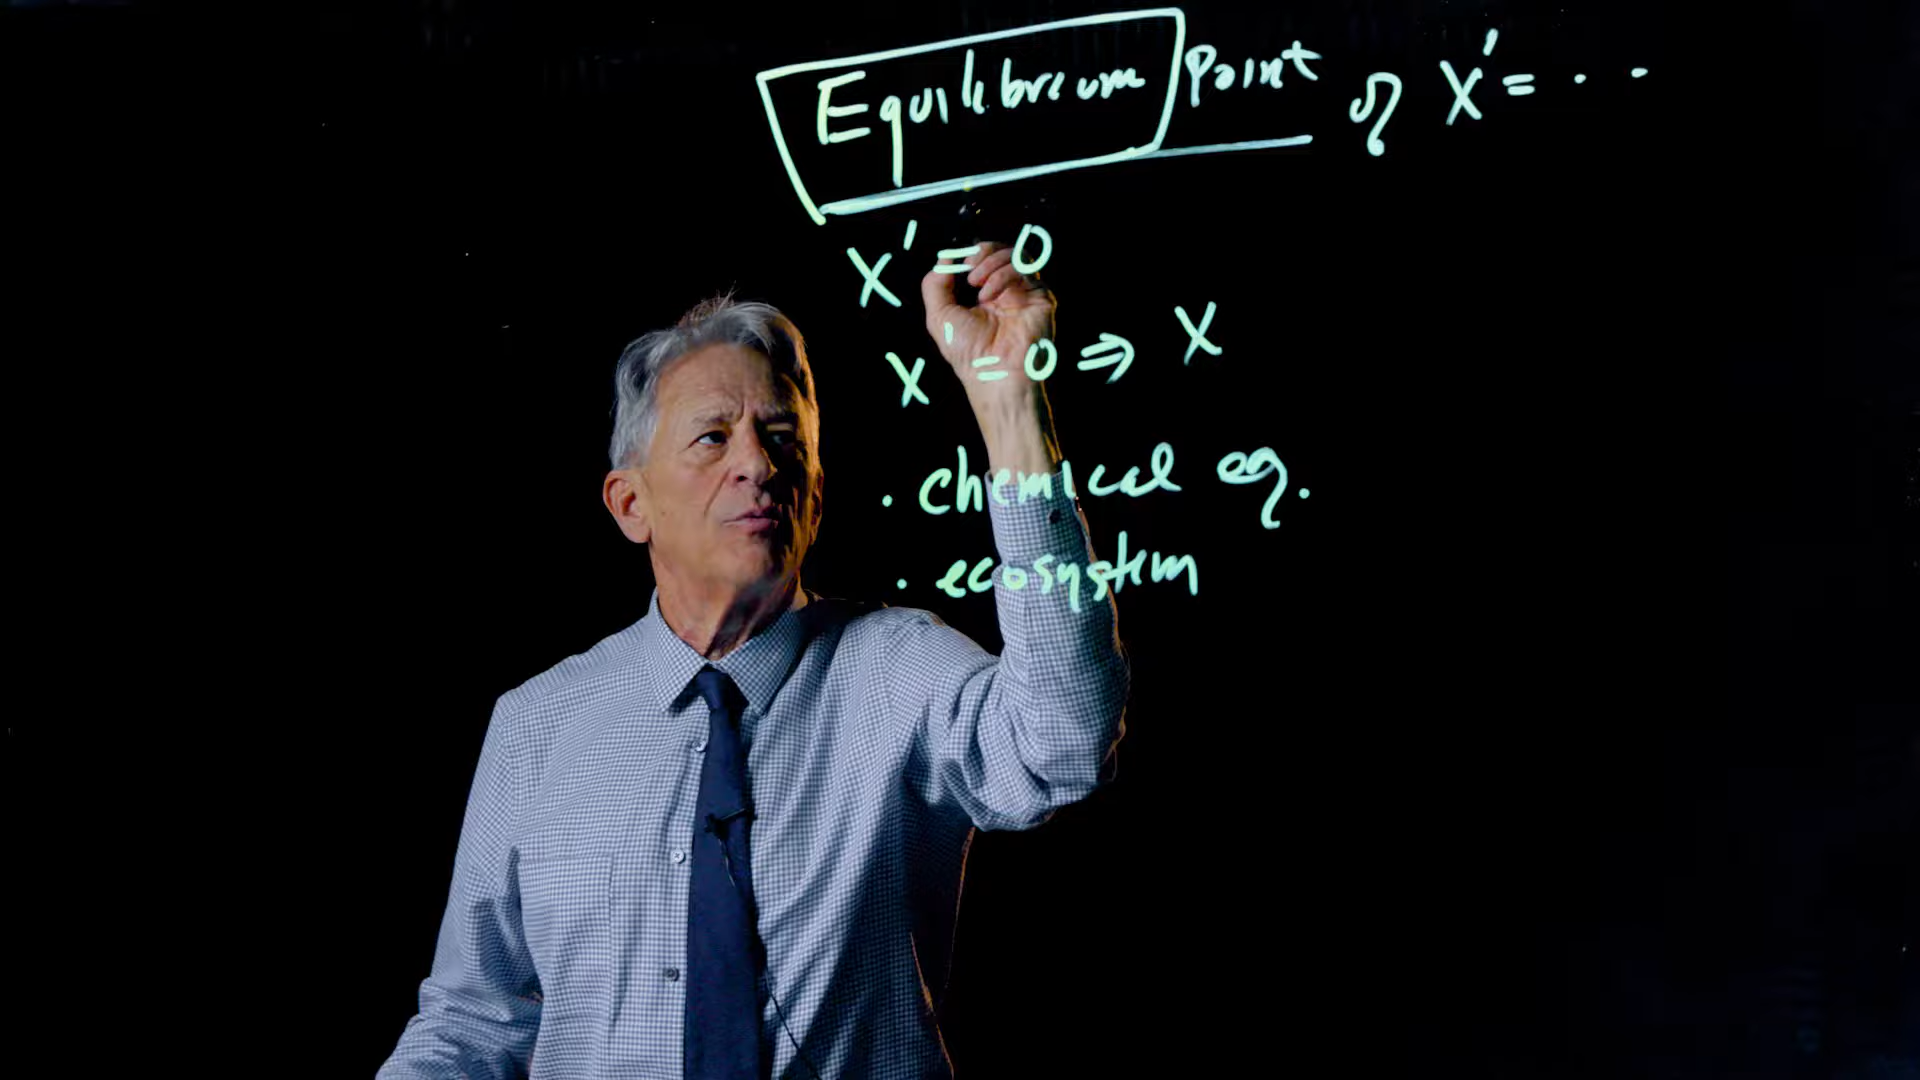 Equilibrium Point of X' = . .
X' = 0
X' = 0 ⇒ X
. chemical eq.
. ecosystem